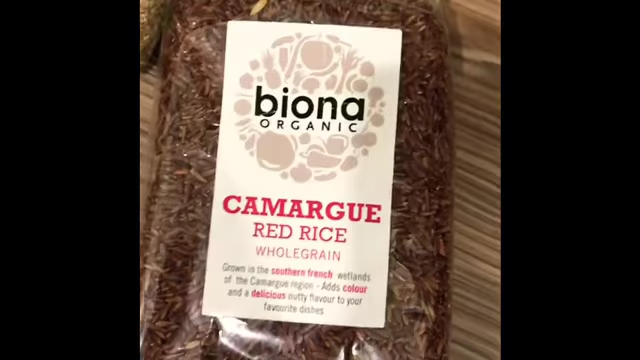 biona
ORGANIC
CAMARGUE
RED RICE
WHOLEGRAIN
Grown in the southern french wetlands
of the Camargue region - Adds colour
and a delicious nutty flavour to your
favourite dishes